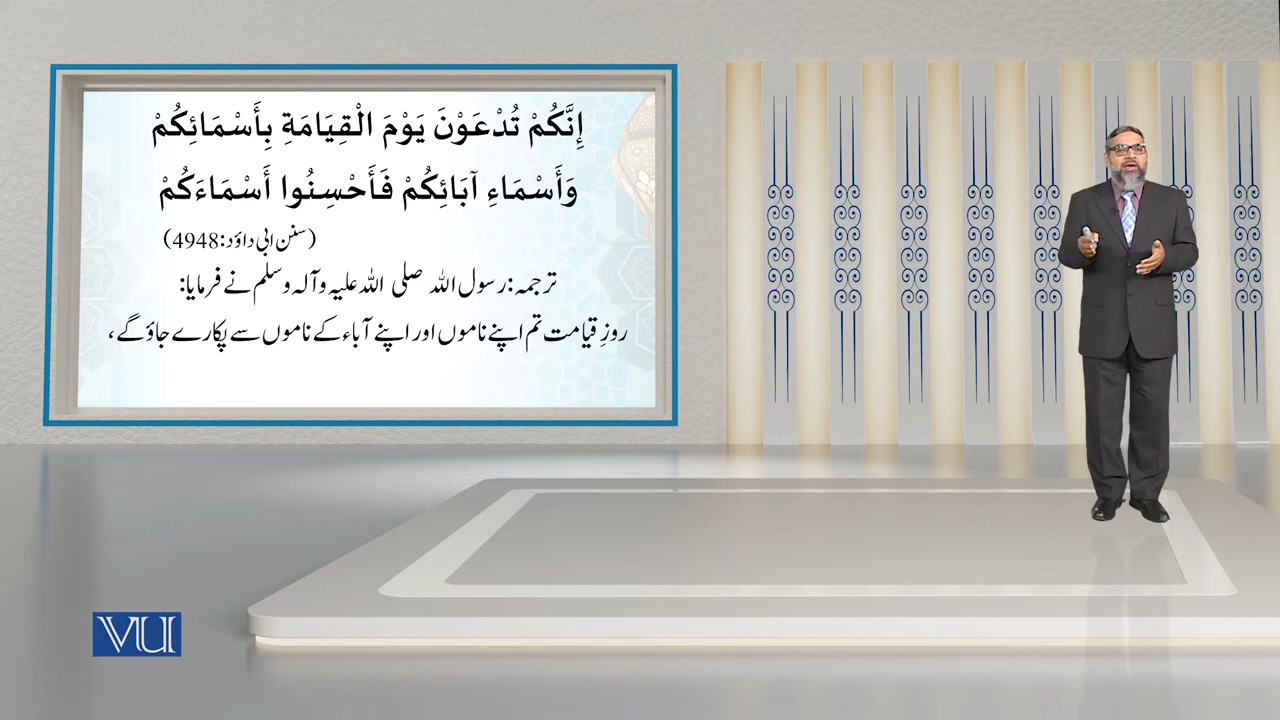 إِنَّكُمْ تُدْعَوْنَ يَوْمَ الْقِيَامَةِ بِأَسْمَائِكُمْ
وَأَسْمَاءِ آبَائِكُمْ فَأَحْسِنُوا أَسْمَاءَكُمْ
(سنن ابی داؤد:4948)
ترجمہ:رسول اللہ صلی اللہ علیہ وآلہ وسلم نے فرمایا:
روزِ قیامت تم اپنے ناموں اور اپنے آباء کے ناموں سے پکارے جاؤ گے،
VU